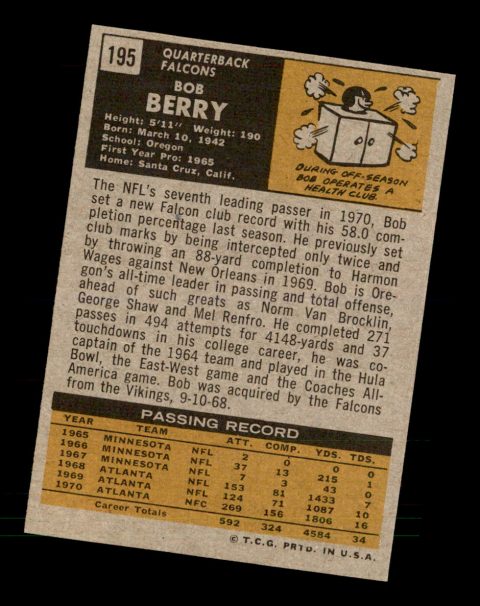 195
QUARTERBACK
FALCONS
BOB
BERRY
Height: 5'11" Weight: 190
Born: March 10, 1942
School: Oregon
First Year Pro: 1965
Home: Santa Cruz, Calif.
DURING OFF-SEASON
BOB OPERATES A
HEALTH CLUB.
The NFL's seventh leading passer in 1970, Bob
set a new Falcon club record with his 58.0 com-
pletion percentage last season. He previously set
club marks by being intercepted only twice and
by throwing an 88-yard completion to Harmon
Wages against New Orleans in 1969. Bob is Ore-
gon's all-time leader in passing and total offense,
ahead of such greats as Norm Van Brocklin,
George Shaw and Mel Renfro. He completed 271
passes in 494 attempts for 4148-yards and 37
touchdowns in his college career, he was co-
captain of the 1964 team and played in the Hula
Bowl, the East-West game and the Coaches All-
America game. Bob was acquired by the Falcons
from the Vikings, 9-10-68.
PASSING RECORD
YEAR TEAM ATT. COMP. YDS. TDS.
1965 MINNESOTA NFL 2 0 0 0
1966 MINNESOTA NFL 37 13 215 1
1967 MINNESOTA NFL 7 3 43 0
1968 ATLANTA NFL 153 81 1433 7
1969 ATLANTA NFL 124 71 1087 10
1970 ATLANTA NFC 269 156 1806 16
Career Totals 592 324 4584 34
© T.C.G. PRTD. IN U.S.A.